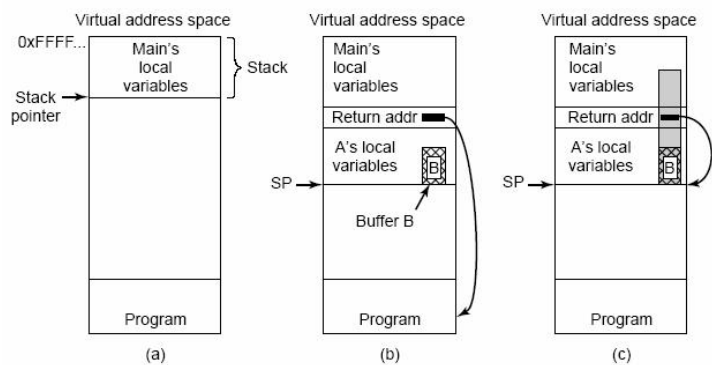 Virtual address space
0xFFFF...
Main's
local
variables
Stack
Stack
pointer
(a)
Program
Virtual address space
Main's
local
variables
Return addr
A's local
variables
B
SP
Buffer B
Program
(b)
Virtual address space
Main's
local
variables
Return addr
A's local
variables
B
SP
Program
(c)